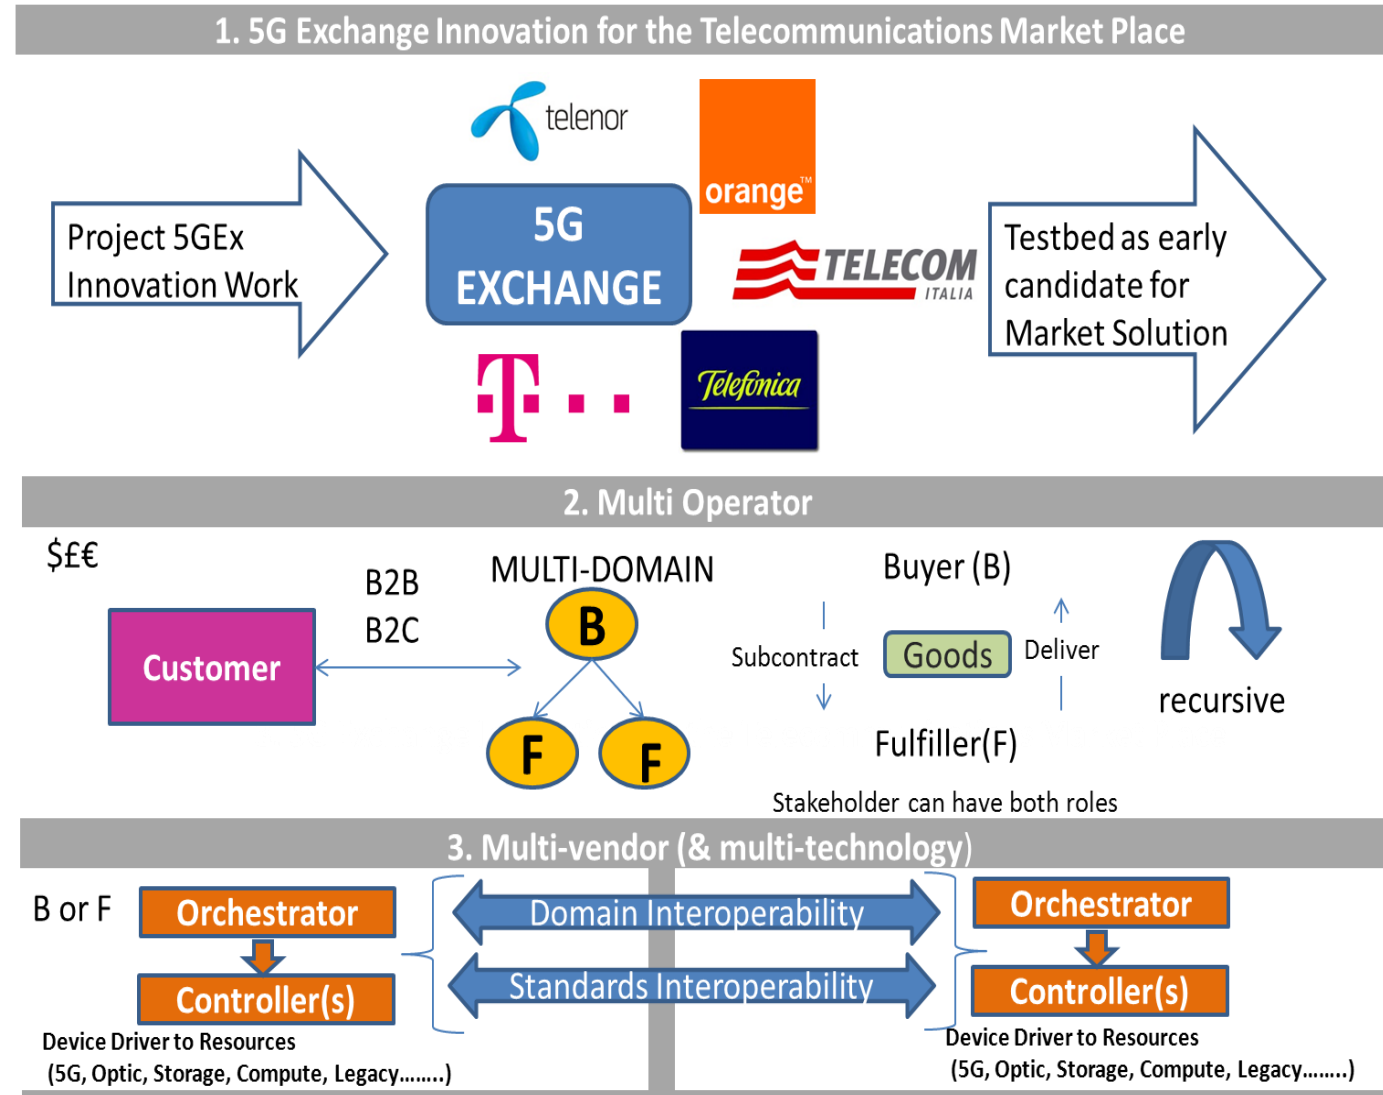 1. 5G Exchange Innovation for the Telecommunications Market Place
telenor
orange™
Project 5GEx
Innovation Work
5G
EXCHANGE
TELECOM
ITALIA
Testbed as early
candidate for
Market Solution
T
Telefonica
2. Multi Operator
$£€
B2B
B2C
Customer
MULTI-DOMAIN
B
F
F
Buyer (B)
Subcontract
Goods
Deliver
Fulfiller(F)
recursive
Stakeholder can have both roles
3. Multi-vendor (& multi-technology)
B or F
Orchestrator
Controller(s)
Device Driver to Resources
(5G, Optic, Storage, Compute, Legacy........)
Domain Interoperability
Standards Interoperability
Orchestrator
Controller(s)
Device Driver to Resources
(5G, Optic, Storage, Compute, Legacy........)